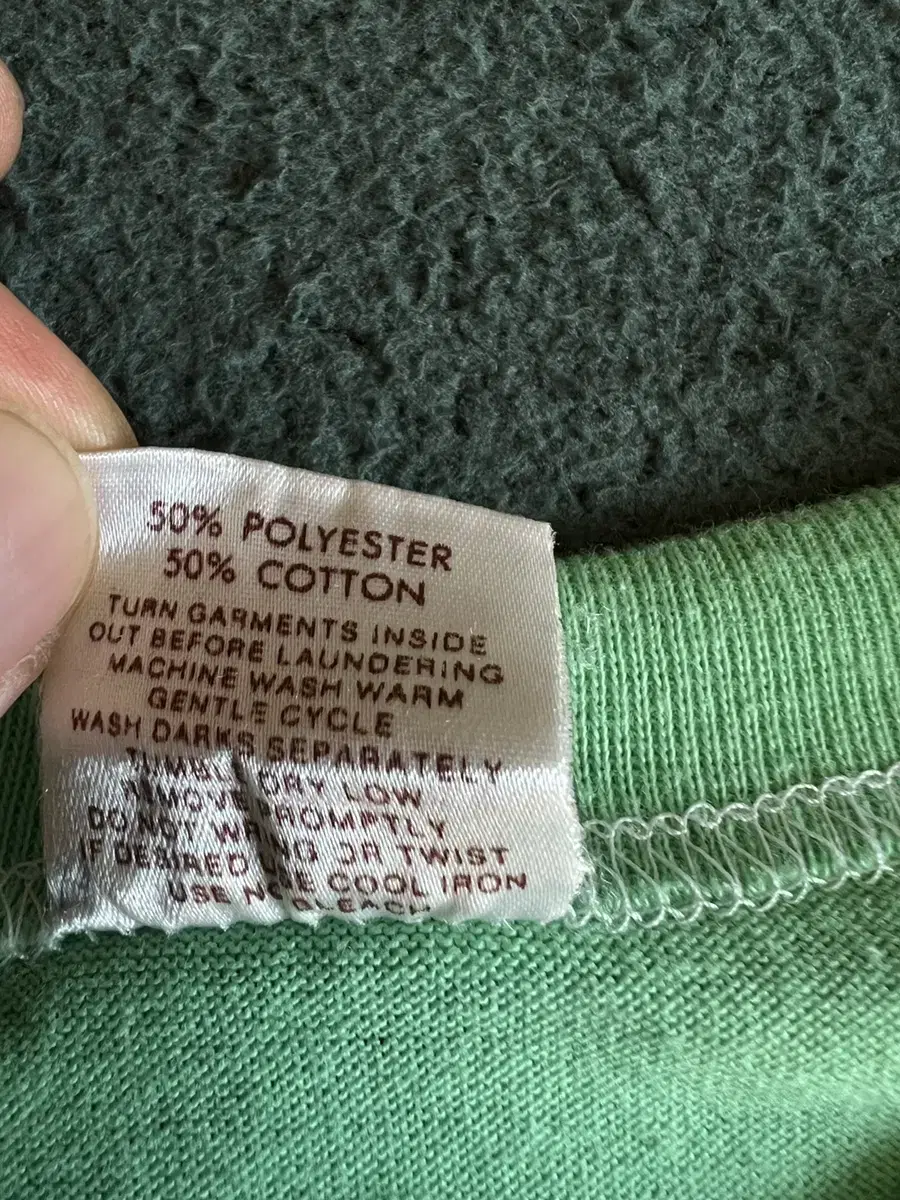 50% POLYESTER
50% COTTON
TURN GARMENTS INSIDE
OUT BEFORE LAUNDERING
MACHINE WASH WARM
GENTLE CYCLE
WASH DARKS SEPARATELY
DRY LOW
DO NOT
IF DESIRED OR TWIST
USE COOL IRON